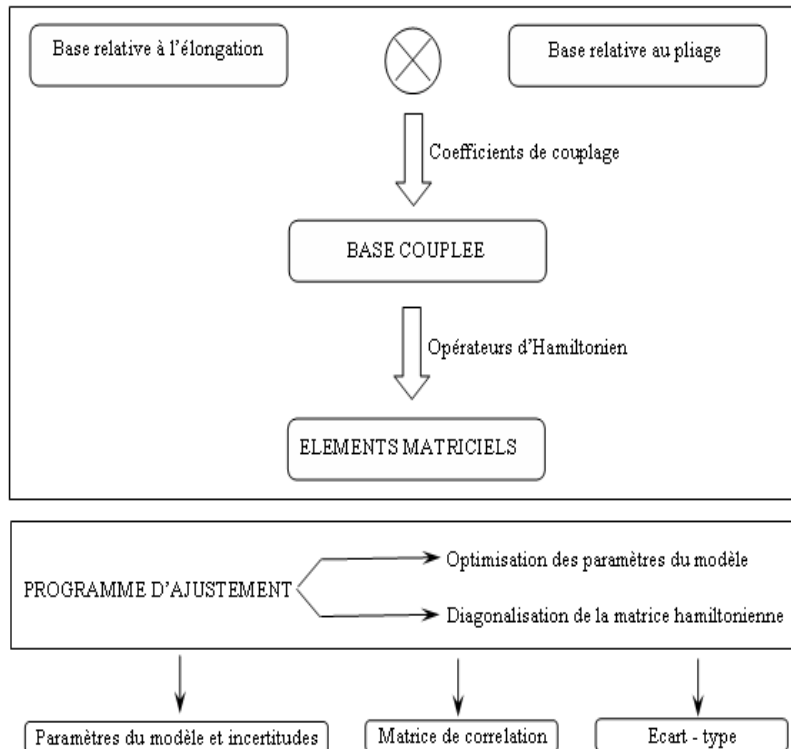 Base relative à l'élongation
Base relative au pliage
Coefficients de couplage
BASE COUPLEE
Opérateurs d'Hamiltonien
ELEMENTS MATRICIELS
Optimisation des paramètres du modèle
PROGRAMME D'AJUSTEMENT
Diagonalisation de la matrice hamiltonienne
Paramètres du modèle et incertitudes
Matrice de correlation
Ecart - type